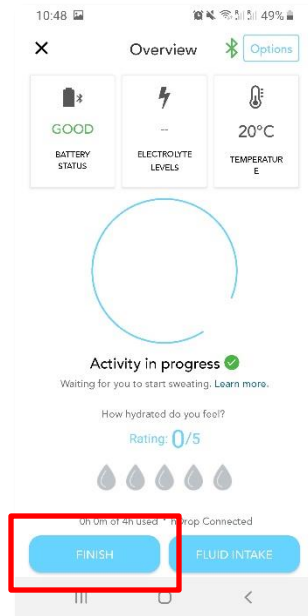 10:48 49%
Overview Options
GOOD -- 20°C
BATTERY STATUS ELECTROLYTE LEVELS TEMPERATUR
E
Activity in progress
Waiting for you to start sweating. Learn more.
How hydrated do you feel?
Rating: 0/5
0h 0m of 4h used * Drop Connected
FINISH FLUID INTAKE